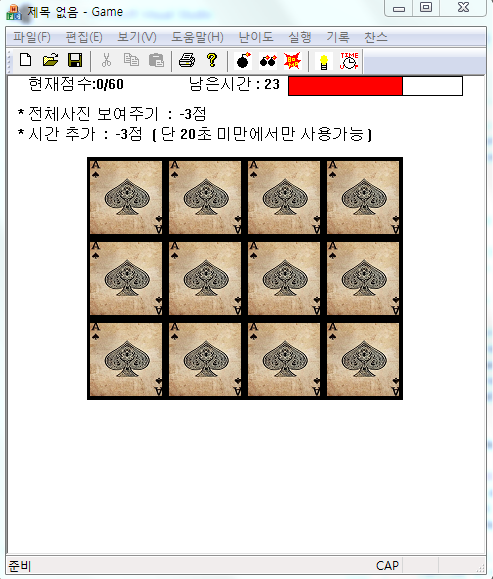 제목 없음 - Game
파일(F) 편집(E) 보기(V) 도움말(H) 난이도 실행 기록 찬스
TIME
현재점수:0/60 남은시간 : 23
* 전체사진 보여주기 : -3점
* 시간 추가 : -3점 ( 단 20초 미만에서만 사용가능 )
A A A A
A A A A
A A A A
A A A A
A A A A
A A A A
준비 CAP